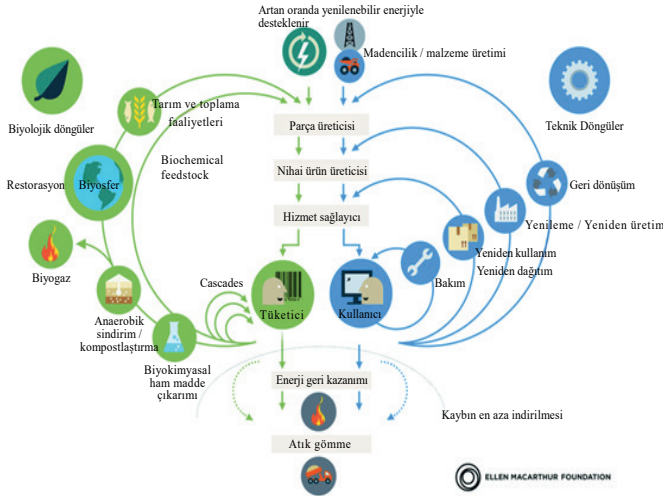 Artan oranda yenilenebilir enerjiyle
desteklenir
Madencilik / malzeme üretimi
Biyolojik döngüler
Tarım ve toplama
faaliyetleri
Parça üreticisi
Teknik Döngüler
Biochemical
feedstock
Nihai ürün üreticisi
Restorasyon
Biyosfer
Geri dönüşüm
Hizmet sağlayıcı
Yenileme / Yeniden üretim
Biyogaz
Yeniden kullanım
Yeniden dağıtım
Bakım
Cascades
Tüketici
Kullanıcı
Anaerobik
sindirim /
kompostlaştırma
Biyokimyasal
ham madde
çıkarımı
Enerji geri kazanımı
Kaybın en aza indirilmesi
Atık gömme
ELLEN MACARTHUR FOUNDATION